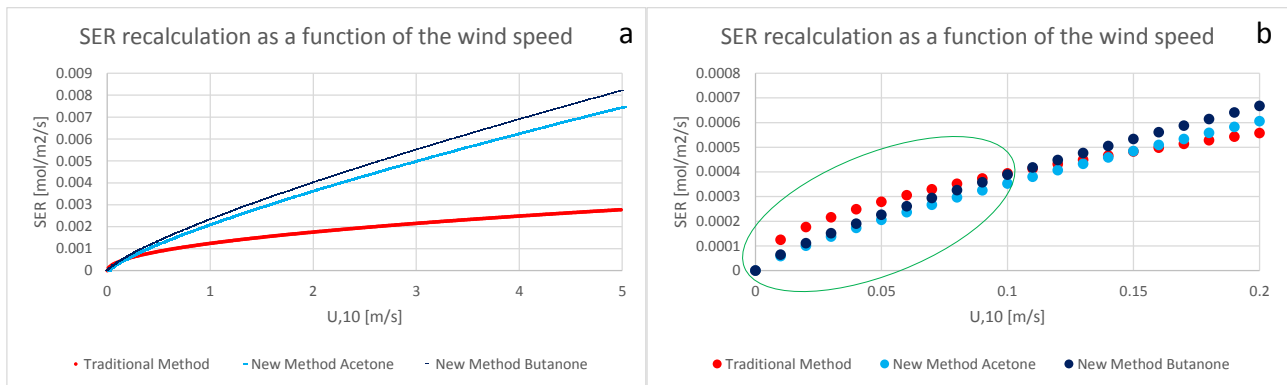 SER recalculation as a function of the wind speed
a
0.009
0.008
0.007
0.006
0.005
0.004
0.003
0.002
0.001
0
SER [mol/m2/s]
0 1 2 3 4 5
U,10 [m/s]
Traditional Method New Method Acetone New Method Butanone
SER recalculation as a function of the wind speed
b
0.0008
0.0007
0.0006
0.0005
0.0004
0.0003
0.0002
0.0001
0
SER [mol/m2/s]
0 0.05 0.1 0.15 0.2
U,10 [m/s]
Traditional Method New Method Acetone New Method Butanone